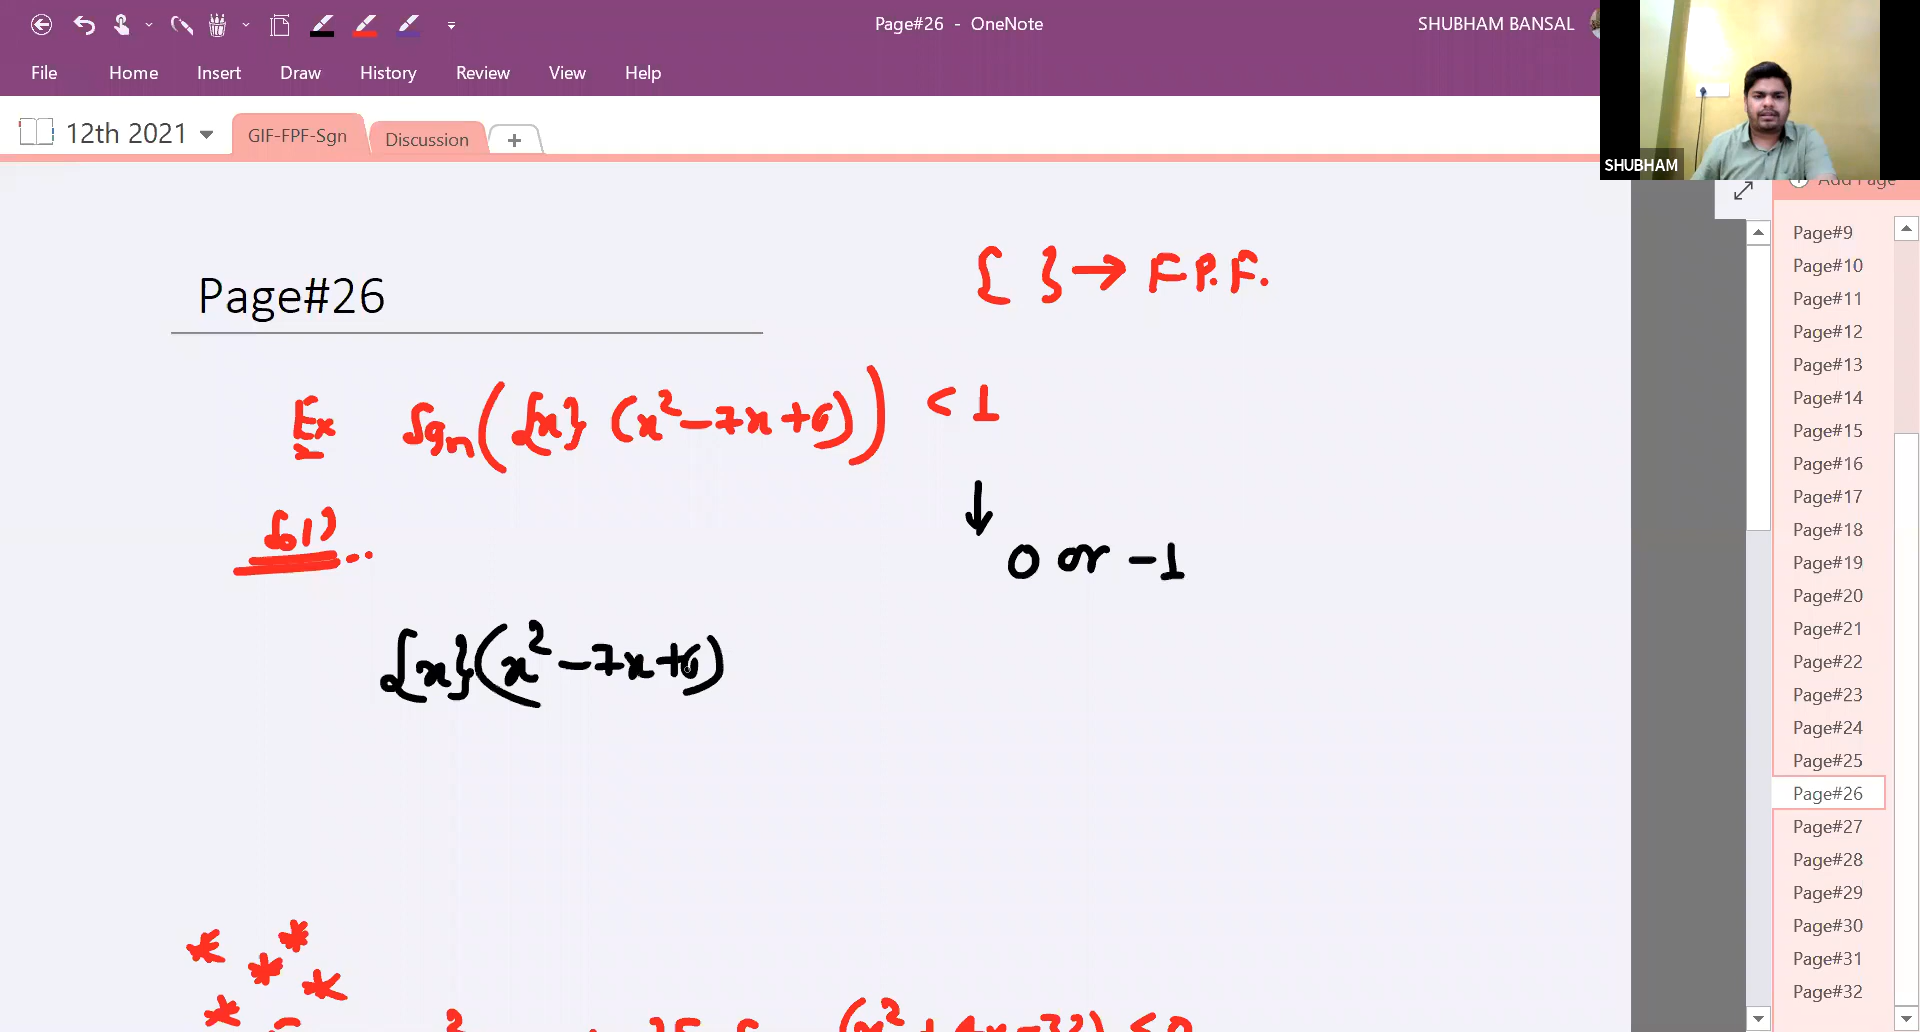 Page#26 - OneNote
SHUBHAM BANSAL
File Home Insert Draw History Review View Help
12th 2021
GIF-FPF-Sgn
Discussion
SHUBHAM
Add Page
Page#9
Page#10
Page#11
Page#12
Page#13
Page#14
Page#15
Page#16
Page#17
Page#18
Page#19
Page#20
Page#21
Page#22
Page#23
Page#24
Page#25
Page#26
Page#27
Page#28
Page#29
Page#30
Page#31
Page#32
{ } → F.P.F.
Page#26
Ex Sgn({x} (x²-7x+6)) < 1
Sol)
↓
0 or -1
{x}(x²-7x+6)